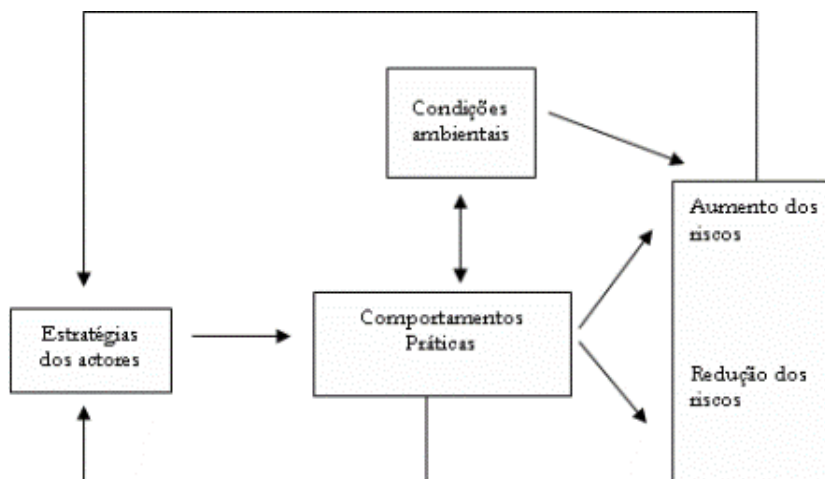 Condições
ambientais
Aumento dos
riscos
Estratégias
dos actores
Comportamentos
Práticas
Redução dos
riscos